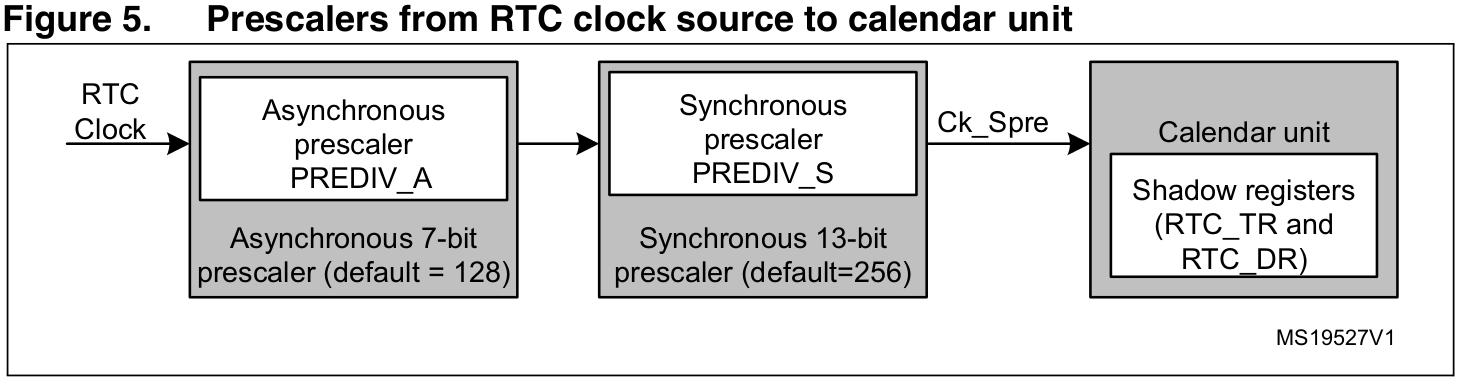 Figure 5. Prescalers from RTC clock source to calendar unit
RTC
Clock
Asynchronous
prescaler
PREDIV_A
Asynchronous 7-bit
prescaler (default = 128)
Synchronous
prescaler
PREDIV_S
Synchronous 13-bit
prescaler (default=256)
Ck_Spre
Calendar unit
Shadow registers
(RTC_TR and
RTC_DR)
MS19527V1